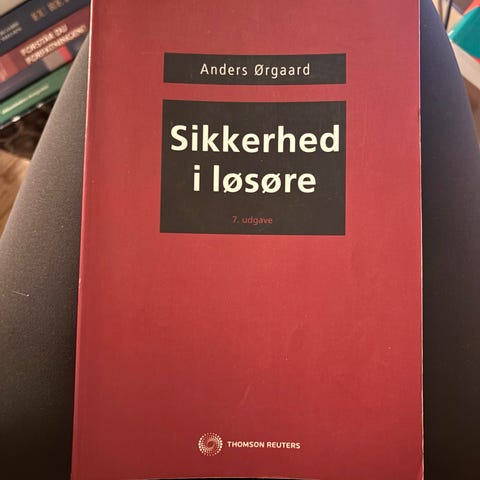 Anders Ørgaard
Sikkerhed
i løsøre
7. udgave
THOMSON REUTERS